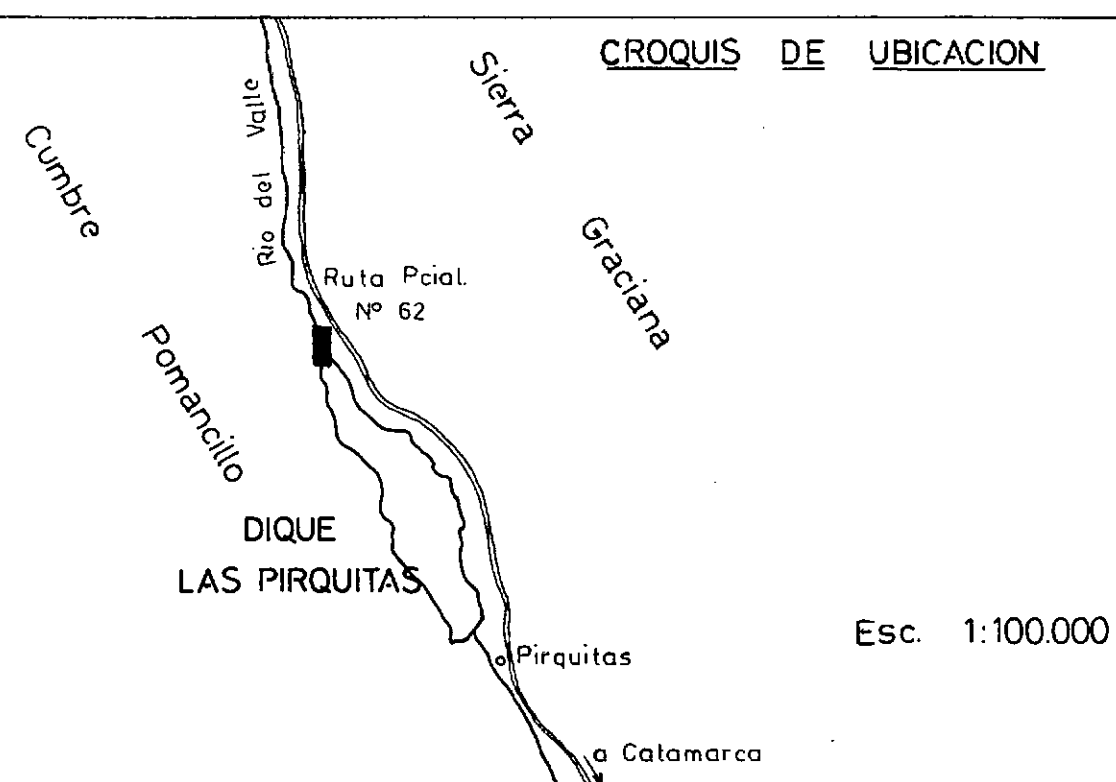 CROQUIS DE UBICACION
Sierra
Graciana
Cumbre
Pomancillo
Rio del Valle
Ruta Pcial.
Nº 62
DIQUE
LAS PIRQUITAS
Esc. 1:100.000
Pirquitas
a Catamarca